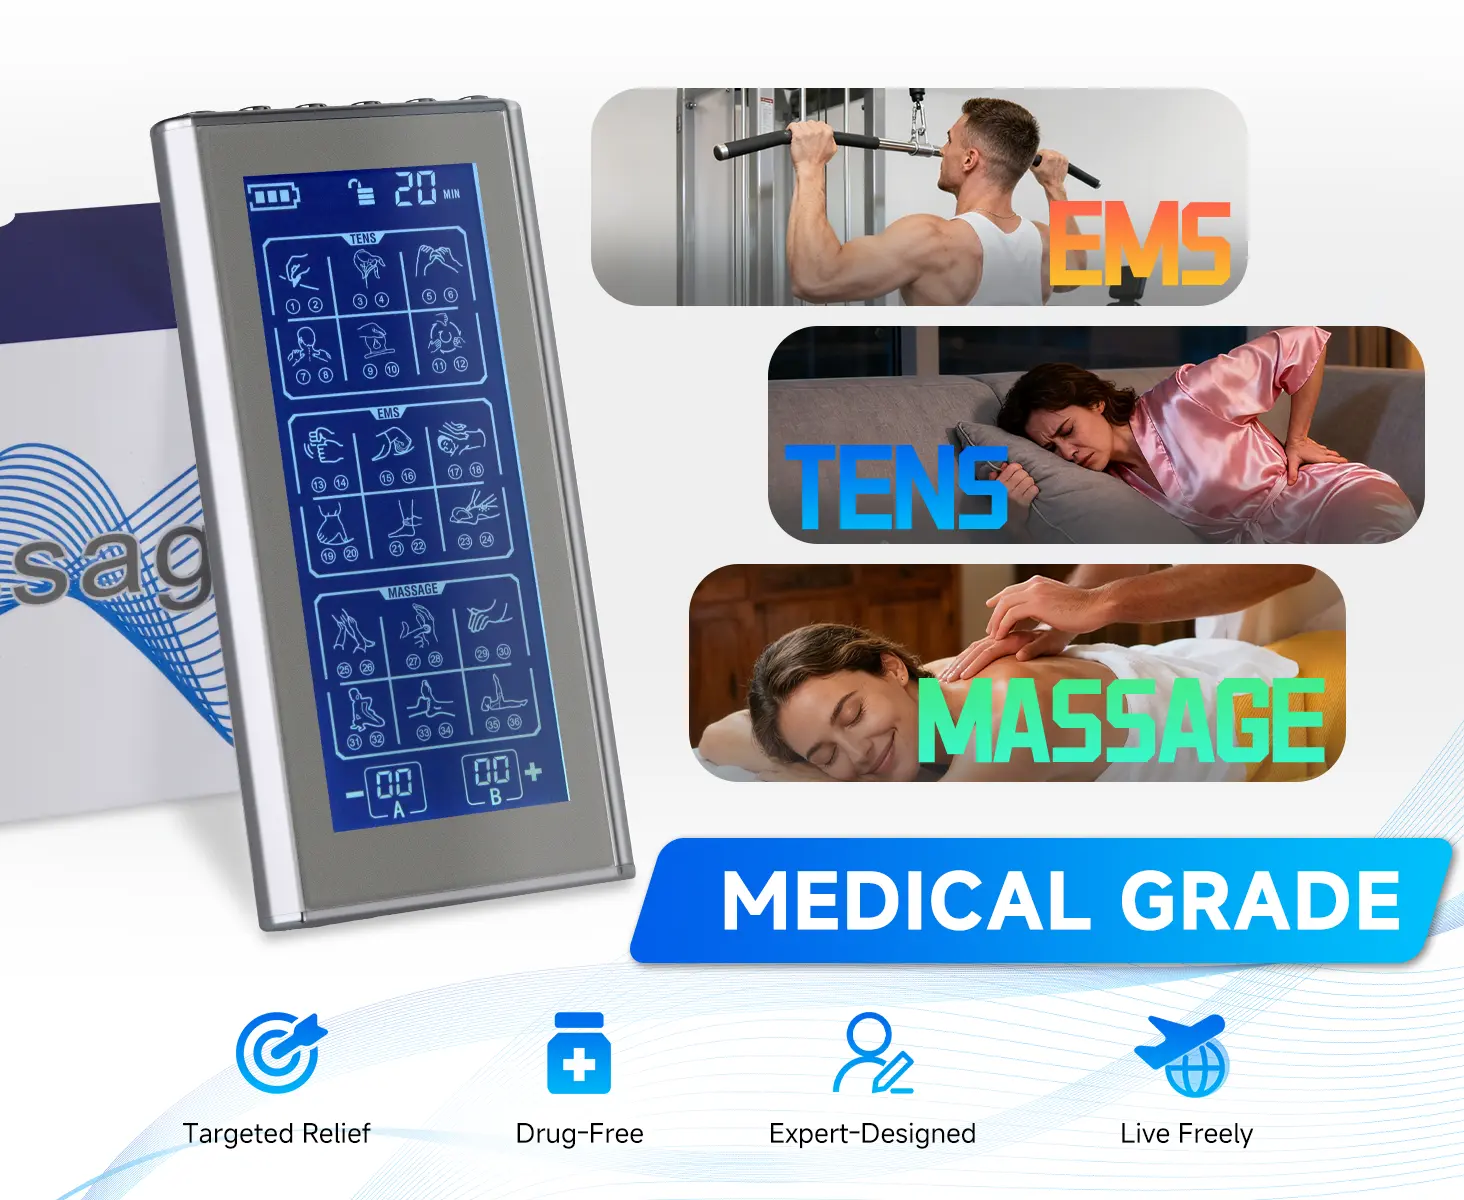 20 MIN
TENS
1 2 3 4 5 6
7 8 9 10 11 12
EMS
13 14 15 16 17 18
19 20 21 22 23 24
MASSAGE
25 26 27 28 29 30
31 32 33 34 35 36
- 00 00 +
A B
sag
EMS
TENS
MASSAGE
MEDICAL GRADE
Targeted Relief
Drug-Free
Expert-Designed
Live Freely